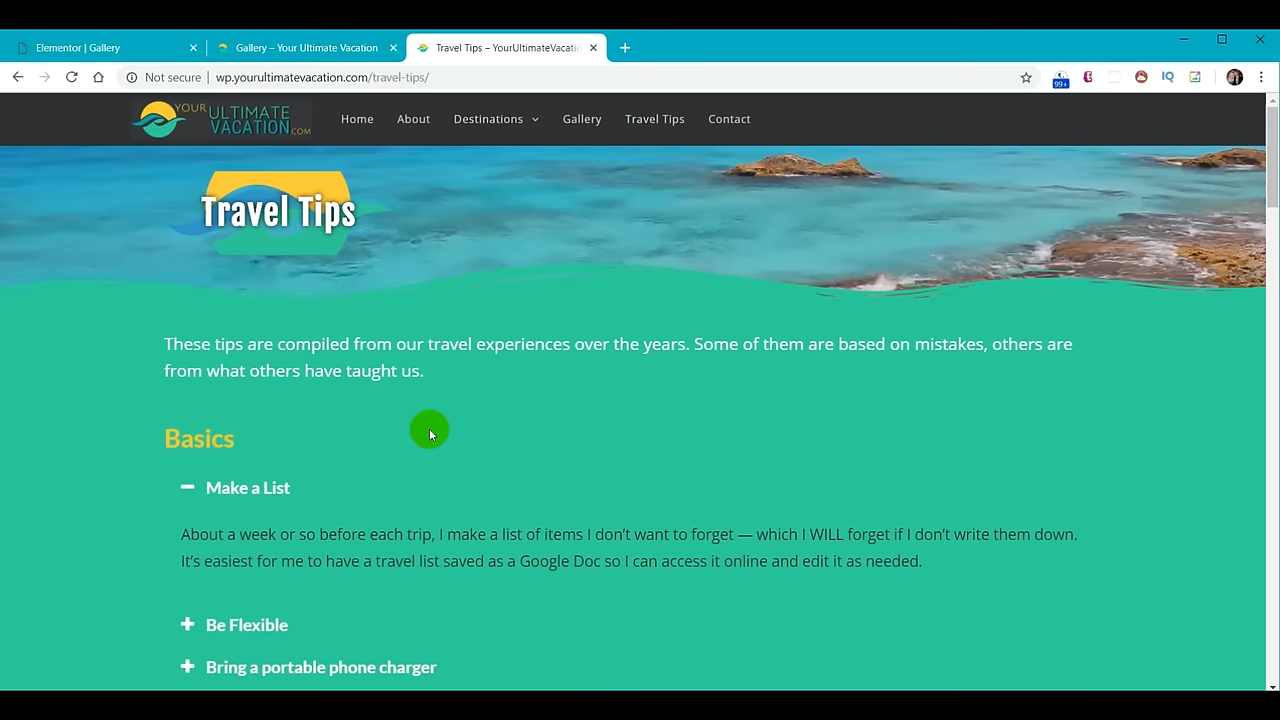 Elementor | Gallery
Gallery – Your Ultimate Vacation
Travel Tips – YourUltimateVacatio
Not secure | wp.yourultimatevacation.com/travel-tips/
99+
IQ
YOUR ULTIMATE
VACATION.COM
Home
About
Destinations
Gallery
Travel Tips
Contact
Travel Tips
These tips are compiled from our travel experiences over the years. Some of them are based on mistakes, others are
from what others have taught us.
Basics
Make a List
About a week or so before each trip, I make a list of items I don’t want to forget — which I WILL forget if I don’t write them down.
It’s easiest for me to have a travel list saved as a Google Doc so I can access it online and edit it as needed.
Be Flexible
Bring a portable phone charger